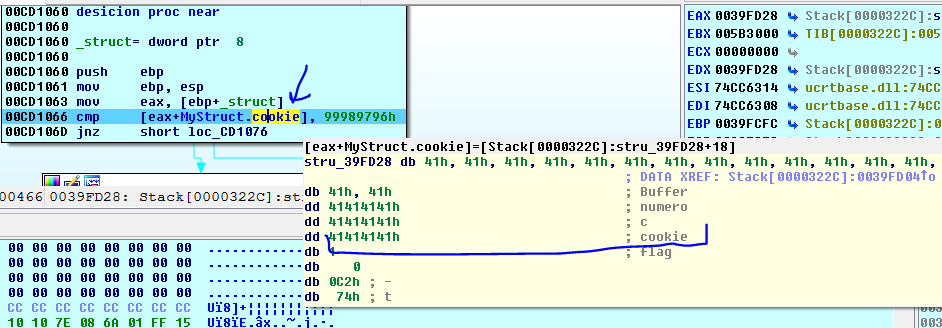 00CD1060 desicion proc near
00CD1060
00CD1060 _struct= dword ptr  8
00CD1060
00CD1060 push    ebp
00CD1061 mov     ebp, esp
00CD1063 mov     eax, [ebp+_struct]
00CD1066 cmp     [eax+MyStruct.cookie], 99989796h
00CD106D jnz     short loc_CD1076
EAX 0039FD28 Stack[0000322C]:s
EBX 005B3000 TIB[0000322C]:005
ECX 00000000
EDX 0039FD28 Stack[0000322C]:s
ESI 74CC6314 ucrtbase.dll:74CC
EDI 74CC6308 ucrtbase.dll:74CC
EBP 0039FCFC Stack[0000322C]:0
[eax+MyStruct.cookie]=[Stack[0000322C]:stru_39FD28+18]
stru_39FD28 db 41h, 41h, 41h, 41h, 41h, 41h, 41h, 41h, 41h, 41h, 41h, 41h,
; DATA XREF: Stack[0000322C]:0039FD04↑o
db 41h, 41h ; Buffer
dd 41414141h ; numero
dd 41414141h ; c
dd 41414141h ; cookie
db ; flag
db 0
db 0C2h ; -
db 74h ; t
00466 0039FD28: Stack[0000322C]:st
00 00 00 00 00 00 00 00 ................
00 00 00 00 00 00 00 00 ................
00 00 00 00 00 00 00 00 ................
00 00 00 00 00 00 00 00
CC CC CC CC CC CC CC CC
10 10 7E 08 6A 01 FF 15